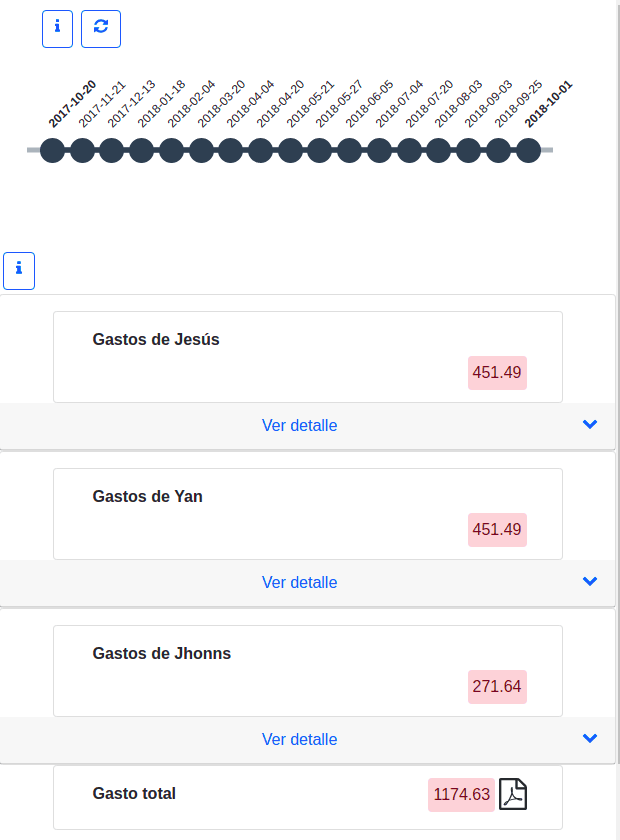 2017-10-20
2017-11-21
2017-12-13
2018-01-18
2018-02-04
2018-03-20
2018-04-04
2018-04-20
2018-05-21
2018-05-27
2018-06-05
2018-07-04
2018-07-20
2018-08-03
2018-09-03
2018-09-25
2018-10-01
Gastos de Jesús
451.49
Ver detalle
Gastos de Yan
451.49
Ver detalle
Gastos de Jhonns
271.64
Ver detalle
Gasto total 1174.63